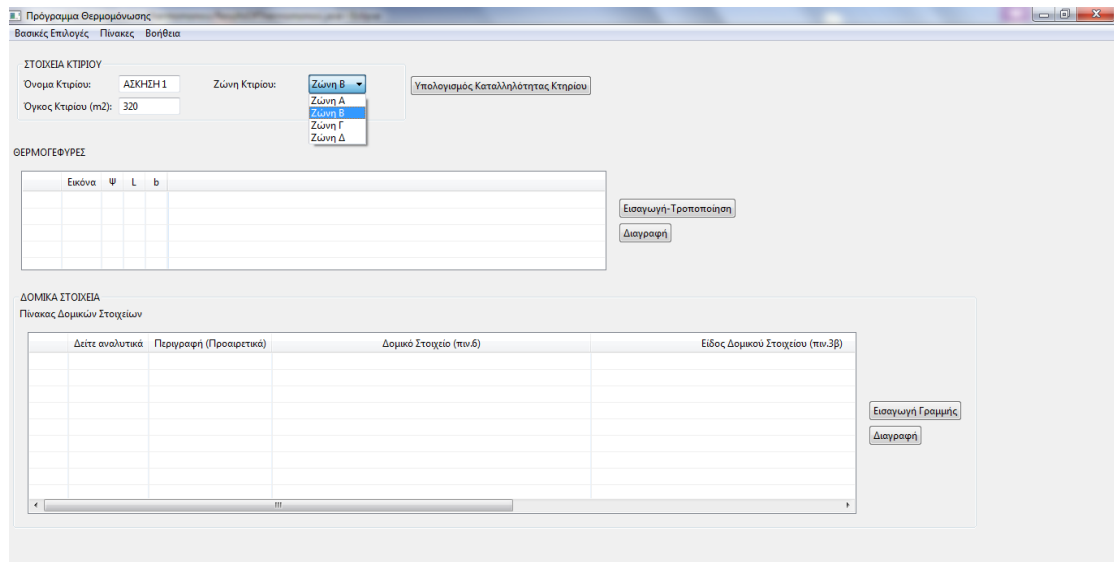 Πρόγραμμα Θερμομόνωσης
Βασικές Επιλογές Πίνακες Βοήθεια
ΣΤΟΙΧΕΙΑ ΚΤΙΡΙΟΥ
Όνομα Κτιρίου: ΑΣΚΗΣΗ 1 Ζώνη Κτιρίου: Ζώνη Β Υπολογισμός Καταλληλότητας Κτηρίου
Όγκος Κτιρίου (m2): 320
Ζώνη Α
Ζώνη Β
Ζώνη Γ
Ζώνη Δ
ΘΕΡΜΟΓΕΦΥΡΕΣ
Εικόνα Ψ L b
Εισαγωγή-Τροποποίηση
Διαγραφή
ΔΟΜΙΚΑ ΣΤΟΙΧΕΙΑ
Πίνακας Δομικών Στοιχείων
Δείτε αναλυτικά Περιγραφή (Προαιρετικά) Δομικό Στοιχείο (πιν.6) Είδος Δομικού Στοιχείου (πιν.3β)
Εισαγωγή Γραμμής
Διαγραφή